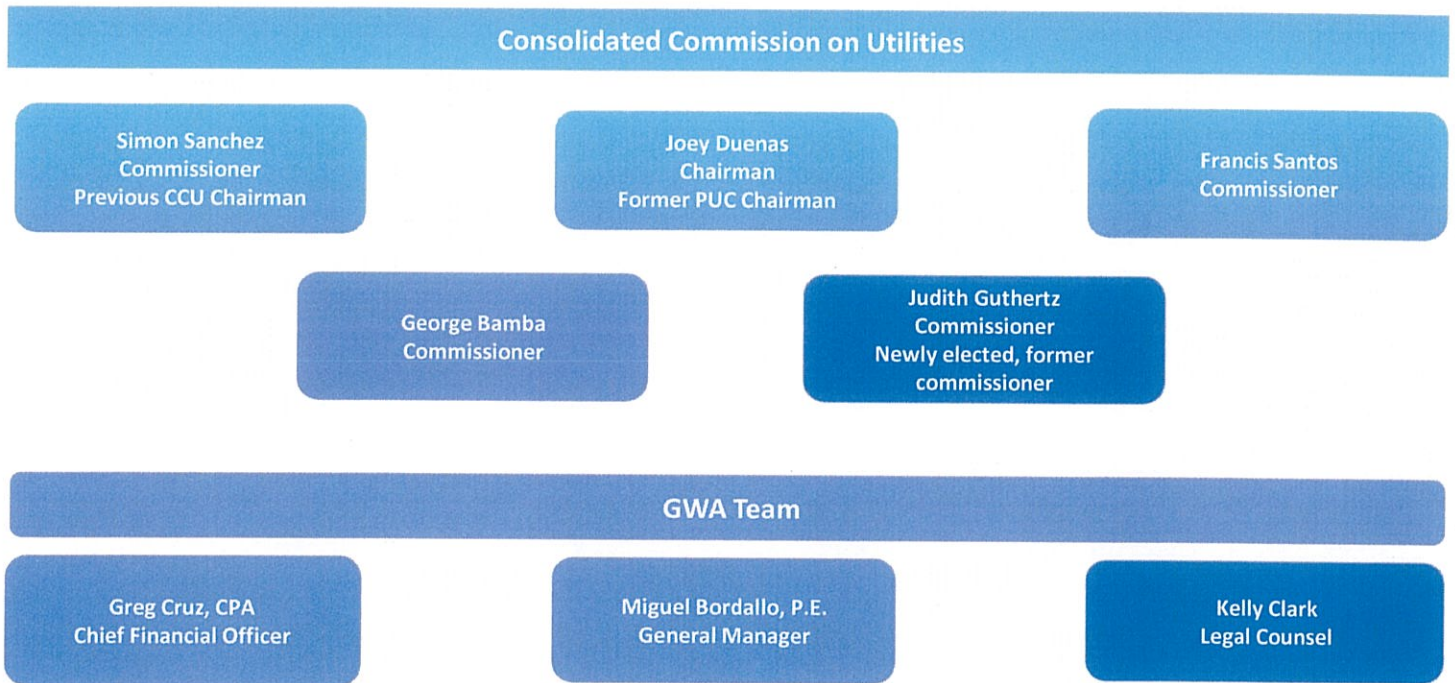 Consolidated Commission on Utilities
Simon Sanchez
Commissioner
Previous CCU Chairman
Joey Duenas
Chairman
Former PUC Chairman
Francis Santos
Commissioner
George Bamba
Commissioner
Judith Guthertz
Commissioner
Newly elected, former
commissioner
GWA Team
Greg Cruz, CPA
Chief Financial Officer
Miguel Bordallo, P.E.
General Manager
Kelly Clark
Legal Counsel